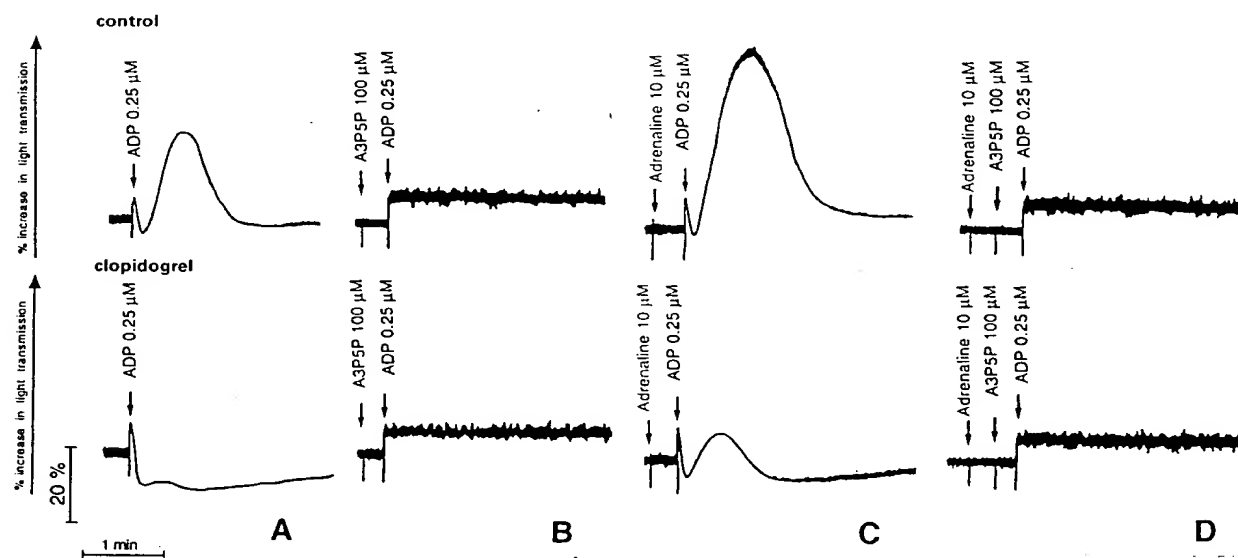 control
% increase in light transmission
ADP 0.25 µM
A3P5P 100 µM
ADP 0.25 µM
Adrenaline 10 µM
ADP 0.25 µM
Adrenaline 10 µM
A3P5P 100 µM
ADP 0.25 µM
clopidogrel
% increase in light transmission
ADP 0.25 µM
A3P5P 100 µM
ADP 0.25 µM
Adrenaline 10 µM
ADP 0.25 µM
Adrenaline 10 µM
A3P5P 100 µM
ADP 0.25 µM
20 %
A
B
C
D
1 min